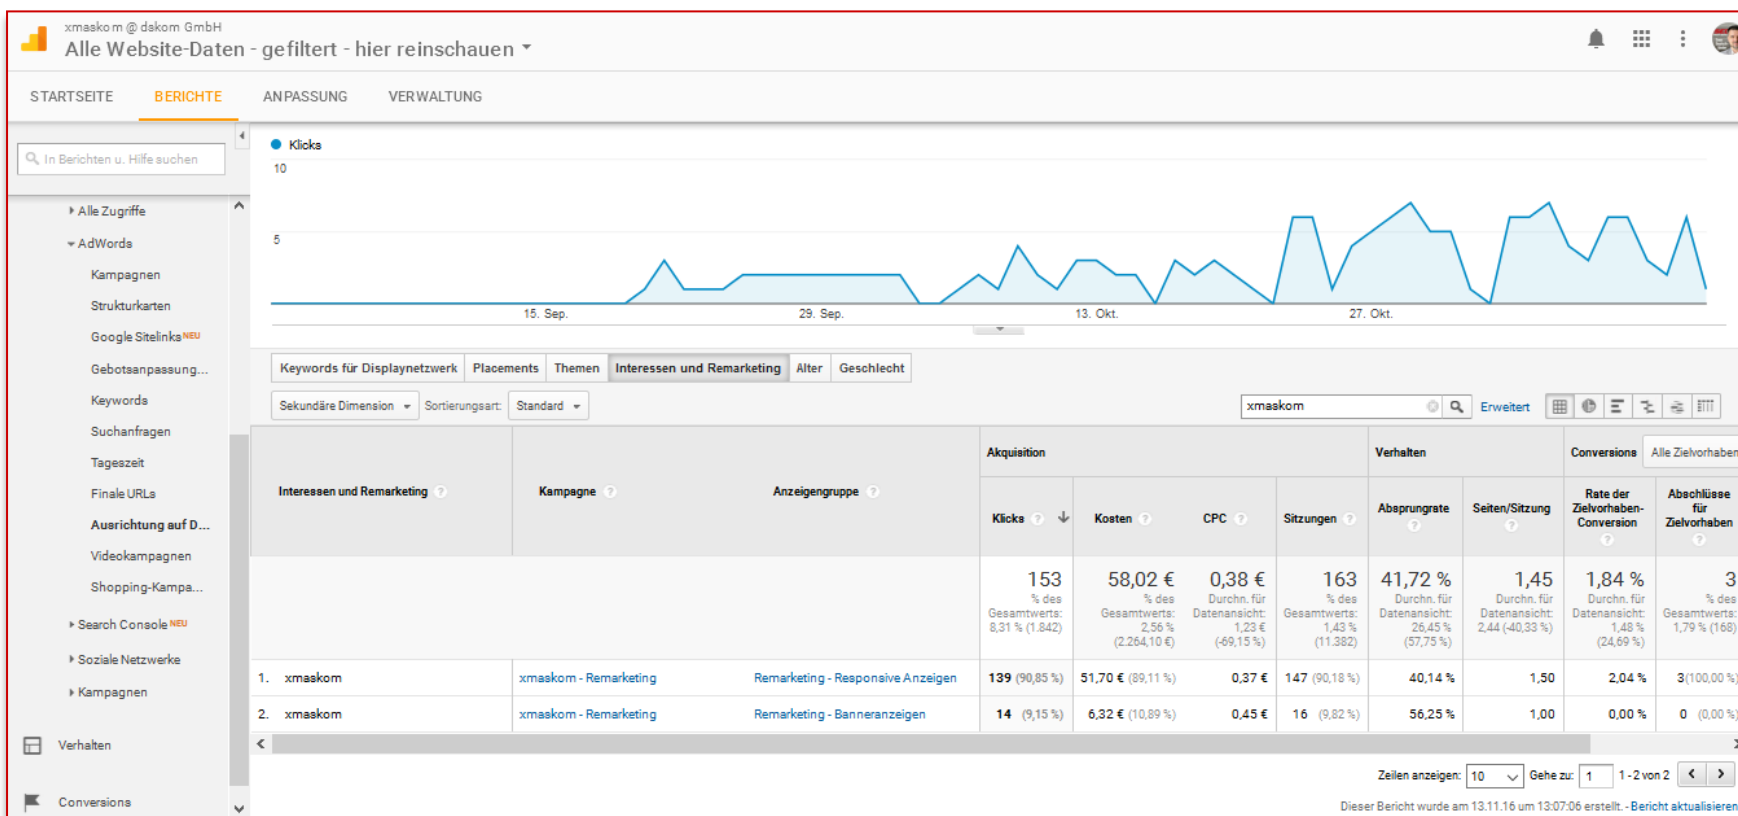 xmaskom @ dskom GmbH
Alle Website-Daten - gefiltert - hier reinschauen
STARTSEITE BERICHTE ANPASSUNG VERWALTUNG
In Berichten u. Hilfe suchen
Alle Zugriffe
AdWords
Kampagnen
Strukturkarten
Google Sitelinks NEU
Gebotsanpassung...
Keywords
Suchanfragen
Tageszeit
Finale URLs
Ausrichtung auf D...
Videokampagnen
Shopping-Kampa...
Search Console NEU
Soziale Netzwerke
Kampagnen
Verhalten
Conversions
Klicks
10
5
15. Sep. 29. Sep. 13. Okt. 27. Okt.
Keywords für Displaynetzwerk Placements Themen Interessen und Remarketing Alter Geschlecht
Sekundäre Dimension Sortierungsart: Standard xmaskom Erweitert
Akquisition Verhalten Conversions Alle Zielvorhaben
Interessen und Remarketing ? Kampagne ? Anzeigengruppe ?
Klicks ? Kosten ? CPC ? Sitzungen ? Absprungrate ? Seiten/Sitzung ? Rate der Zielvorhaben-Conversion ? Abschlüsse für Zielvorhaben ?
153 58,02 € 0,38 € 163 41,72 % 1,45 1,84 % 3
% des Gesamtwerts: 8,31 % (1.842)
% des Gesamtwerts: 2,56 % (2.264,10 €)
Durchn. für Datenansicht: 1,23 € (-69,15 %)
% des Gesamtwerts: 1,43 % (11.382)
Durchn. für Datenansicht: 26,45 % (57,75 %)
Durchn. für Datenansicht: 2,44 (-40,33 %)
Durchn. für Datenansicht: 1,48 % (24,69 %)
% des Gesamtwerts: 1,79 % (168)
1. xmaskom xmaskom - Remarketing Remarketing - Responsive Anzeigen 139 (90,85 %) 51,70 € (89,11 %) 0,37 € 147 (90,18 %) 40,14 % 1,50 2,04 % 3(100,00 %)
2. xmaskom xmaskom - Remarketing Remarketing - Banneranzeigen 14 (9,15 %) 6,32 € (10,89 %) 0,45 € 16 (9,82 %) 56,25 % 1,00 0,00 % 0 (0,00 %)
Zeilen anzeigen: 10 Gehe zu: 1 1 - 2 von 2
Dieser Bericht wurde am 13.11.16 um 13:07:06 erstellt. - Bericht aktualisieren